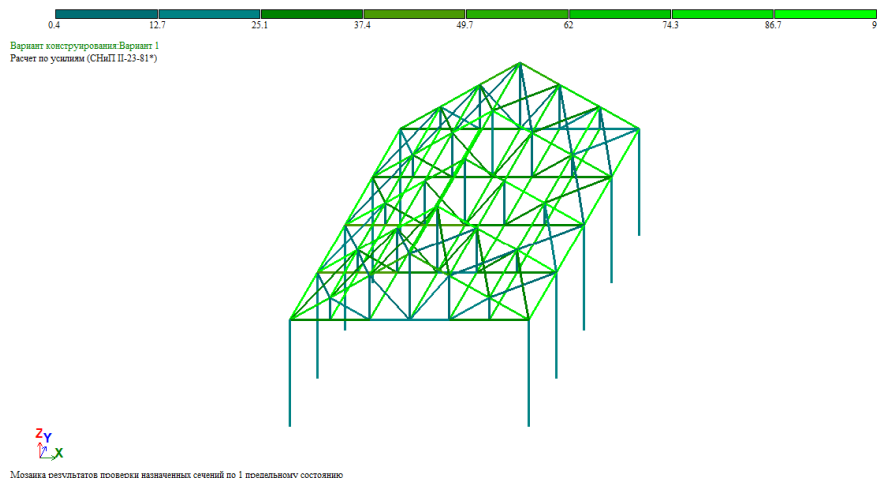 0.4 12.7 25.1 37.4 49.7 62 74.3 86.7 9
Вариант конструирования:Вариант 1
Расчет по усилиям (СНиП II-23-81*)
Z
Y
X
Мозаика результатов проверки назначенных сечений по 1 предельному состоянию